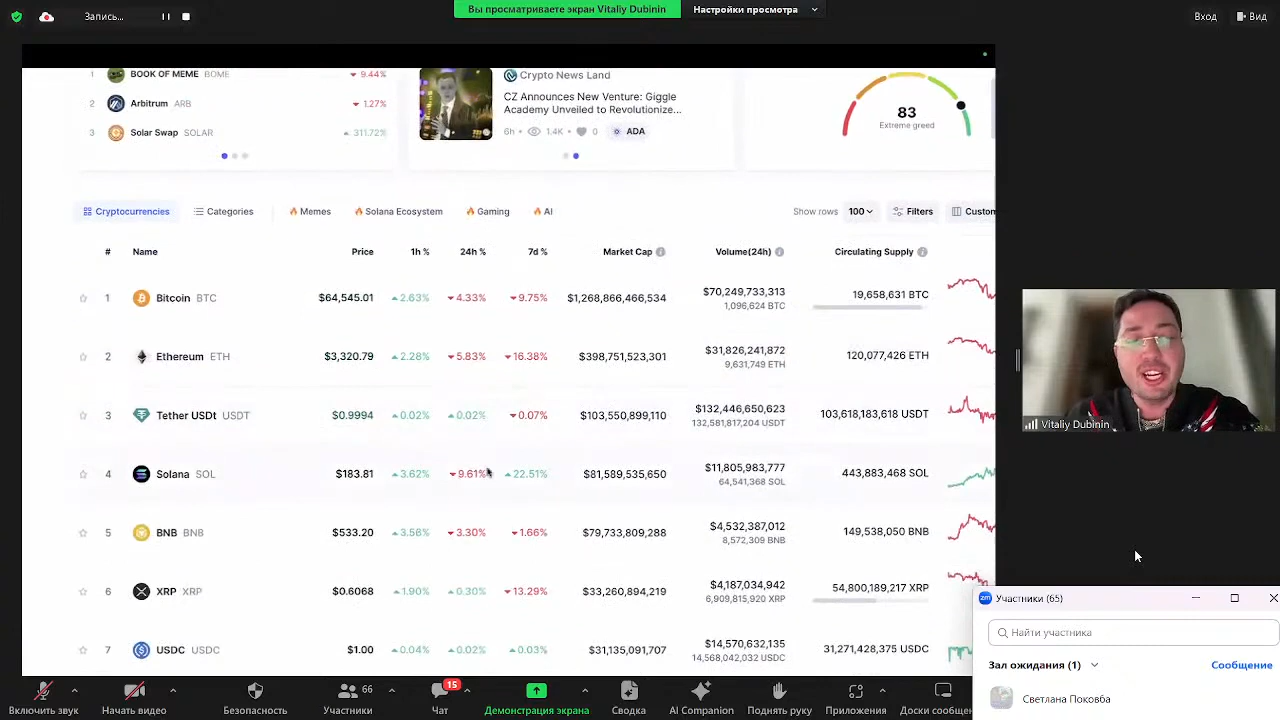 Запись...
Вы просматриваете экран Vitaliy Dubinin
Настройки просмотра
Вход
Вид
1 BOOK OF MEME BOME 9.44%
2 Arbitrum ARB 1.27%
3 Solar Swap SOLAR 311.72%
Crypto News Land
CZ Announces New Venture: Giggle
Academy Unveiled to Revolutionize...
6h • 1.4K • 0 ADA
83
Extreme greed
Cryptocurrencies Categories Memes Solana Ecosystem Gaming AI Show rows 100 Filters Custom
# Name Price 1h % 24h % 7d % Market Cap Volume(24h) Circulating Supply
1 Bitcoin BTC $64,545.01 2.63% 4.33% 9.75% $1,268,866,466,534 $70,249,733,313 19,658,631 BTC
1,096,624 BTC
2 Ethereum ETH $3,320.79 2.28% 5.83% 16.38% $398,751,523,301 $31,826,241,872 120,077,426 ETH
9,631,749 ETH
3 Tether USDt USDT $0.9994 0.02% 0.02% 0.07% $103,550,899,110 $132,446,650,623 103,618,183,618 USDT
132,581,817,204 USDT
4 Solana SOL $183.81 3.62% 9.61% 22.51% $81,589,535,650 $11,805,983,777 443,883,468 SOL
64,541,368 SOL
5 BNB BNB $533.20 3.56% 3.30% 1.66% $79,733,809,288 $4,532,387,012 149,538,050 BNB
8,572,309 BNB
6 XRP XRP $0.6068 1.90% 0.30% 13.29% $33,260,894,219 $4,187,034,942 54,800,189,217 XRP
6,909,815,920 XRP
7 USDC USDC $1.00 0.04% 0.02% 0.03% $31,135,091,707 $14,570,632,135 31,271,428,375 USDC
14,568,042,032 USDC
Vitaliy Dubinin
zm Участники (65)
Найти участника
Зал ожидания (1) Сообщение
Светлана Поковба
66 15
Включить звук Начать видео Безопасность Участники Чат Демонстрация экрана Сводка AI Companion Поднять руку Приложения Доски сообщен